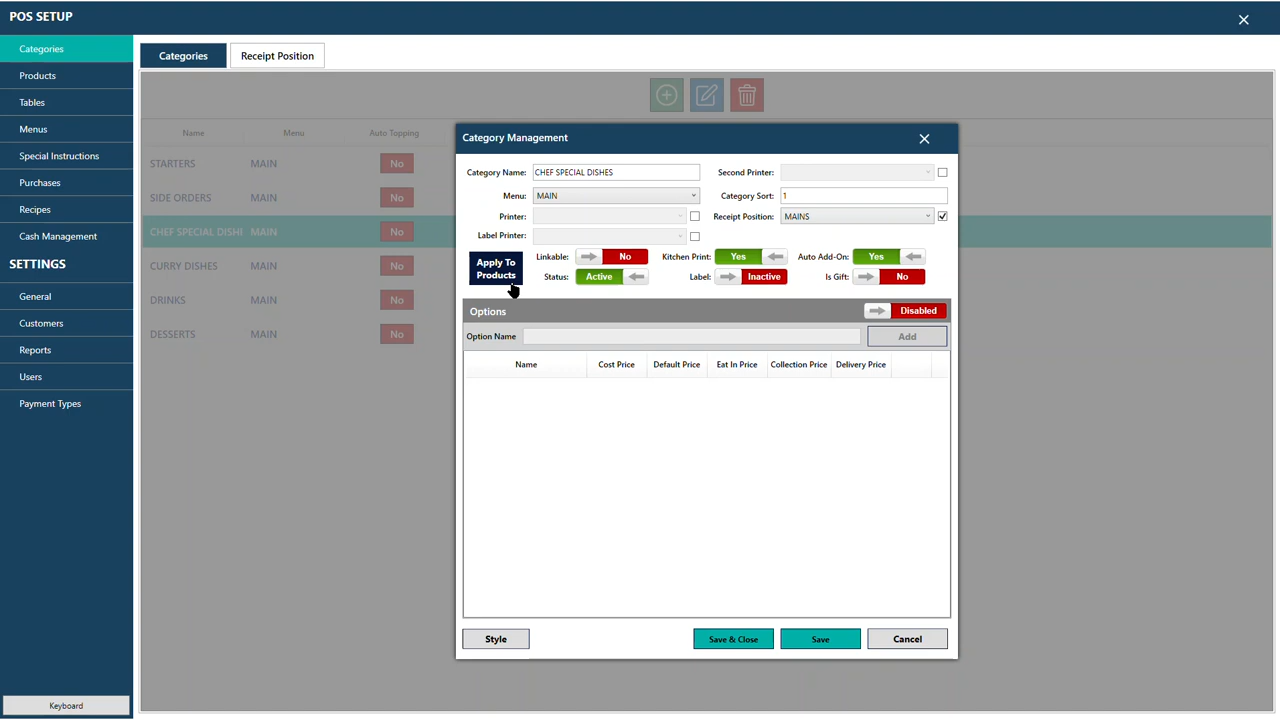 POS SETUP
Categories
Products
Tables
Menus
Special Instructions
Purchases
Recipes
Cash Management
SETTINGS
General
Customers
Reports
Users
Payment Types
Keyboard
Categories
Receipt Position
Name Menu Auto Topping
STARTERS MAIN No
SIDE ORDERS MAIN No
CHEF SPECIAL DISHI MAIN No
CURRY DISHES MAIN No
DRINKS MAIN No
DESSERTS MAIN No
Category Management
Category Name: CHEF SPECIAL DISHES Second Printer:
Menu: MAIN Category Sort: 1
Printer: Receipt Position: MAINS
Label Printer:
Apply To
Products
Linkable: No Kitchen Print: Yes Auto Add-On: Yes
Status: Active Label: Inactive Is Gift: No
Options Disabled
Option Name Add
Name Cost Price Default Price Eat In Price Collection Price Delivery Price
Style Save & Close Save Cancel